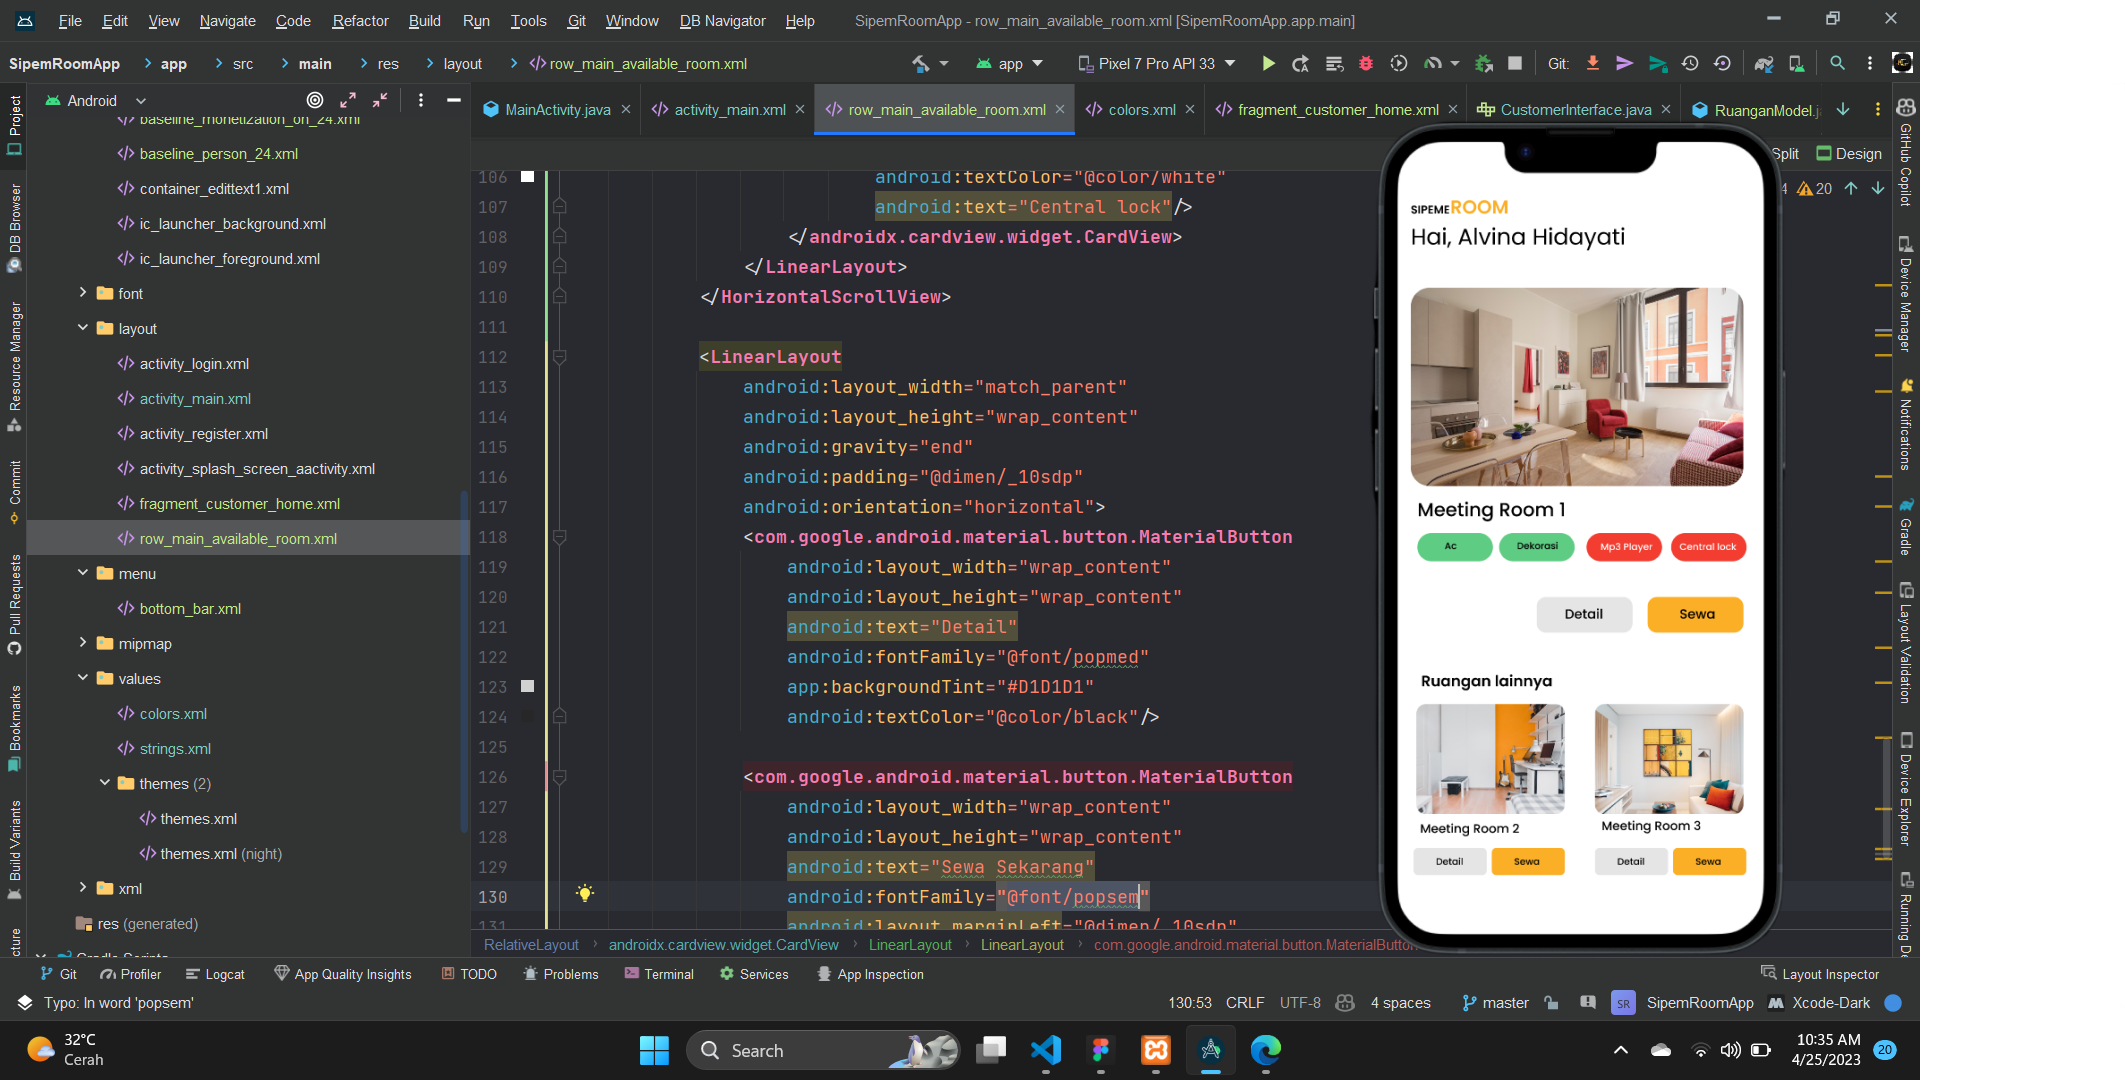 File Edit View Navigate Code Refactor Build Run Tools Git Window DB Navigator Help SipemRoomApp - row_main_available_room.xml [SipemRoomApp.app.main]
SipemRoomApp app src main res layout row_main_available_room.xml app Pixel 7 Pro API 33 Git:
Android
MainActivity.java activity_main.xml row_main_available_room.xml colors.xml fragment_customer_home.xml CustomerInterface.java RuanganModel.j
Split Design
4 20
Project
DB Browser
Resource Manager
Commit
Pull Requests
Bookmarks
Build Variants
cture
baseline_monetization_on_24.xml
baseline_person_24.xml
container_edittext1.xml
ic_launcher_background.xml
ic_launcher_foreground.xml
font
layout
activity_login.xml
activity_main.xml
activity_register.xml
activity_splash_screen_aactivity.xml
fragment_customer_home.xml
row_main_available_room.xml
menu
bottom_bar.xml
mipmap
values
colors.xml
strings.xml
themes (2)
themes.xml
themes.xml (night)
xml
res (generated)
Gradle Scripts
106 android:textColor="@color/white"
107 android:text="Central lock"/>
108 </androidx.cardview.widget.CardView>
109 </LinearLayout>
110 </HorizontalScrollView>
111
112 <LinearLayout
113 android:layout_width="match_parent"
114 android:layout_height="wrap_content"
115 android:gravity="end"
116 android:padding="@dimen/_10sdp"
117 android:orientation="horizontal">
118 <com.google.android.material.button.MaterialButton
119 android:layout_width="wrap_content"
120 android:layout_height="wrap_content"
121 android:text="Detail"
122 android:fontFamily="@font/popmed"
123 app:backgroundTint="#D1D1D1"
124 android:textColor="@color/black"/>
125
126 <com.google.android.material.button.MaterialButton
127 android:layout_width="wrap_content"
128 android:layout_height="wrap_content"
129 android:text="Sewa Sekarang"
130 android:fontFamily="@font/popsem"
131 android:layout_marginLeft="@dimen/_10sdp"
RelativeLayout androidx.cardview.widget.CardView LinearLayout LinearLayout com.google.android.material.button.MaterialButton
SIPEMEROOM
Hai, Alvina Hidayati
Meeting Room 1
Ac Dekorasi Mp3 Player Central lock
Detail Sewa
Ruangan lainnya
Meeting Room 2 Meeting Room 3
Detail Sewa Detail Sewa
GitHub Copilot
Device Manager
Notifications
Gradle
Layout Validation
Device Explorer
Running De
Git Profiler Logcat App Quality Insights TODO Problems Terminal Services App Inspection Layout Inspector
Typo: In word 'popsem' 130:53 CRLF UTF-8 4 spaces master SR SipemRoomApp Xcode-Dark
32°C
Cerah
Search
10:35 AM
4/25/2023
20